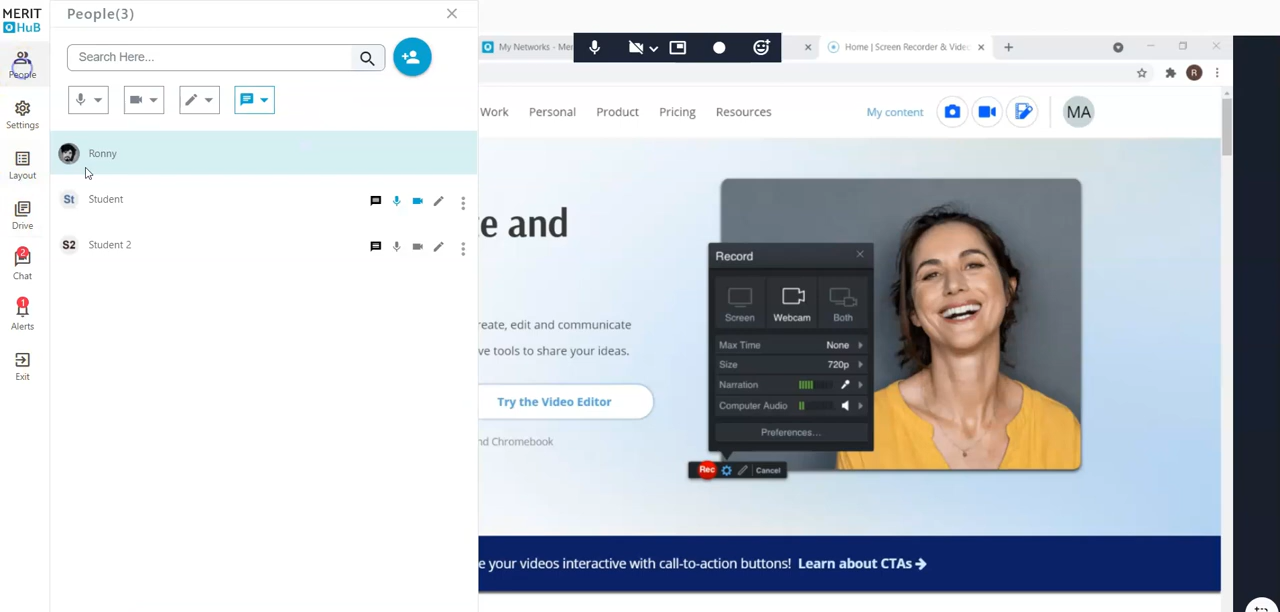 MERIT
HUB
People
Settings
Layout
Drive
2
Chat
1
Alerts
Exit
People(3)
Search Here...
Ronny
St Student
S2 Student 2
My Networks - Mer
Home | Screen Recorder & Vide
R
Work Personal Product Pricing Resources My content MA
e and
reate, edit and communicate
ve tools to share your ideas.
Try the Video Editor
nd Chromebook
Record
Screen Webcam Both
Max Time None
Size 720p
Narration
Computer Audio
Preferences...
Rec Cancel
e your videos interactive with call-to-action buttons! Learn about CTAs